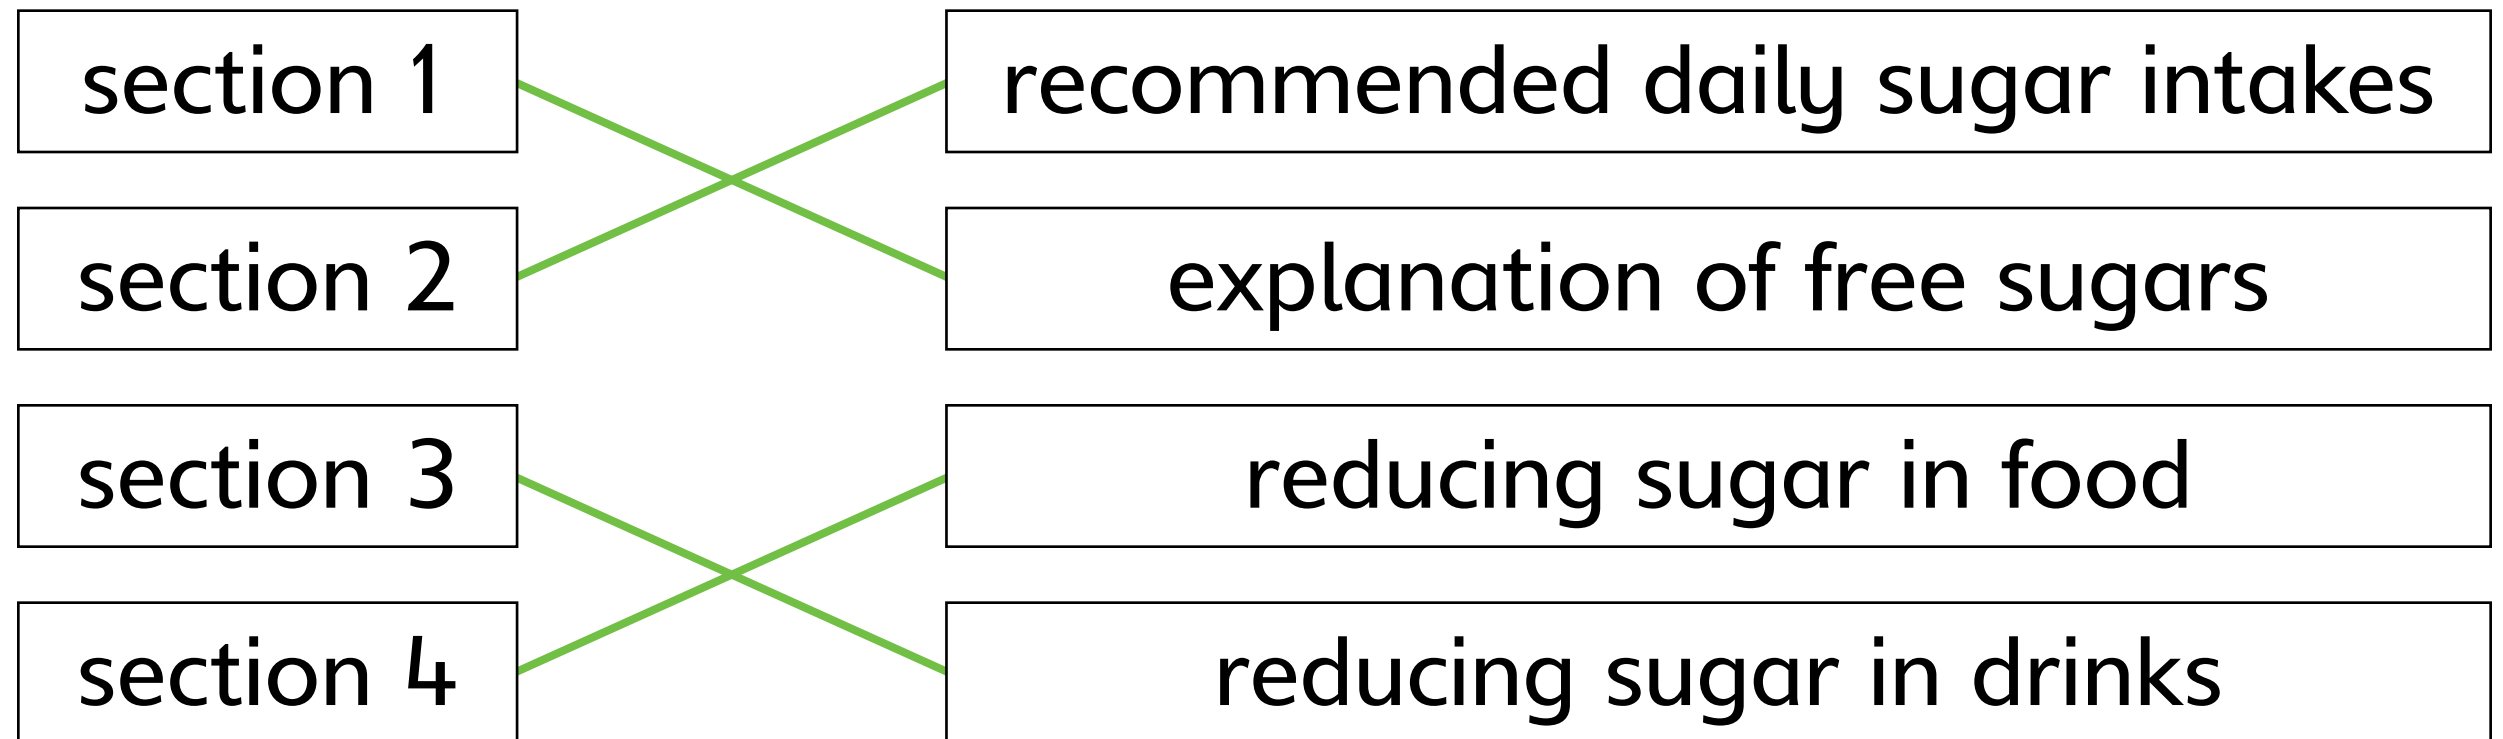 section 1
recommended daily sugar intakes
section 2
explanation of free sugars
section 3
reducing sugar in food
section 4
reducing sugar in drinks